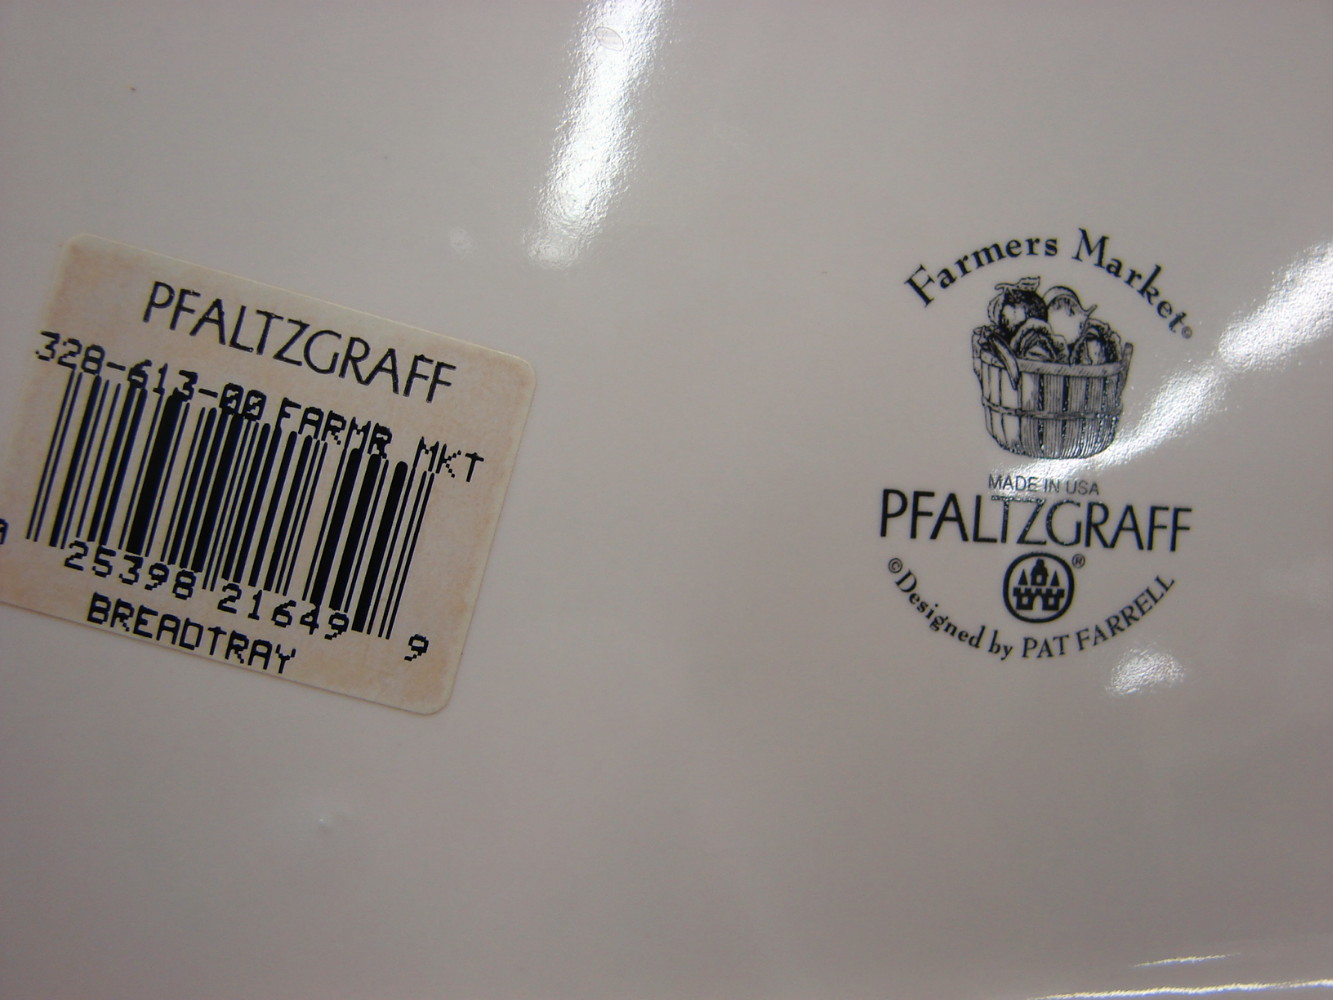 PFALTZGRAFF
328-613-00 FARMR MKT
0 25398 21649 9
BREADTRAY
Farmers Market®
MADE IN USA
PFALTZGRAFF
®
©Designed by PAT FARRELL